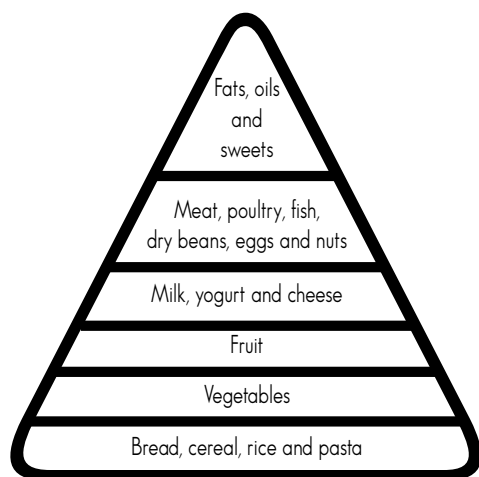 Fats, oils
and
sweets
Meat, poultry, fish,
dry beans, eggs and nuts
Milk, yogurt and cheese
Fruit
Vegetables
Bread, cereal, rice and pasta